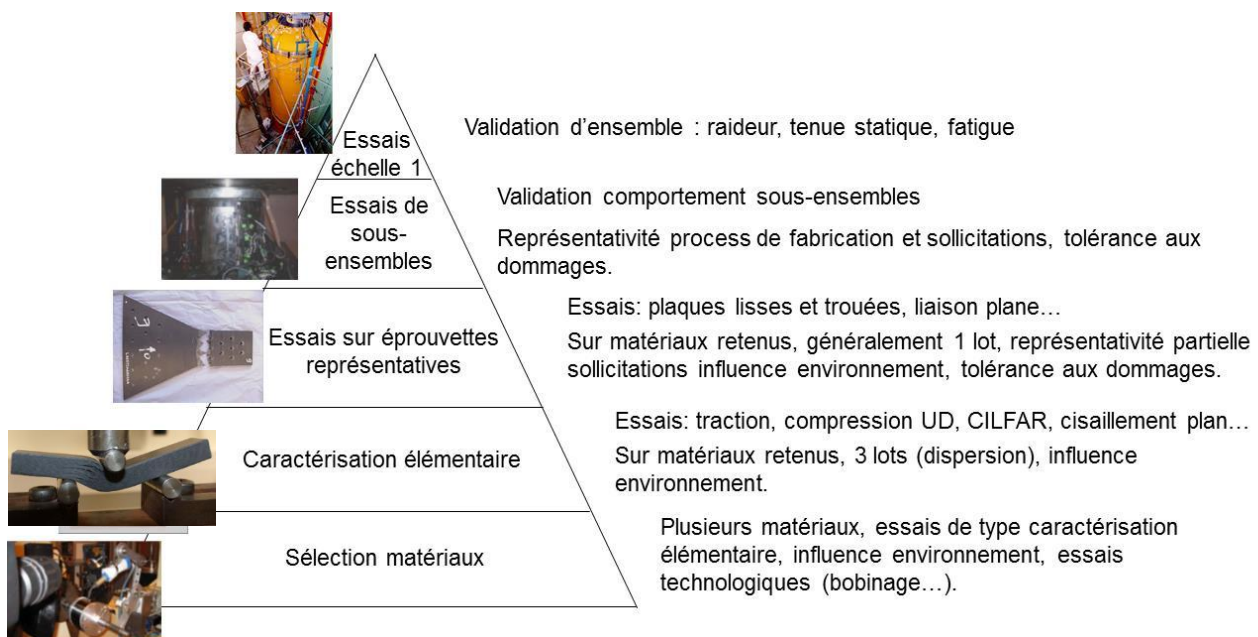 Essais
échelle 1
Validation d’ensemble : raideur, tenue statique, fatigue
Essais de
sous-
ensembles
Validation comportement sous-ensembles
Représentativité process de fabrication et sollicitations, tolérance aux
dommages.
Essais sur éprouvettes
représentatives
Essais: plaques lisses et trouées, liaison plane…
Sur matériaux retenus, généralement 1 lot, représentativité partielle
sollicitations influence environnement, tolérance aux dommages.
Caractérisation élémentaire
Essais: traction, compression UD, CILFAR, cisaillement plan…
Sur matériaux retenus, 3 lots (dispersion), influence
environnement.
Sélection matériaux
Plusieurs matériaux, essais de type caractérisation
élémentaire, influence environnement, essais
technologiques (bobinage…).